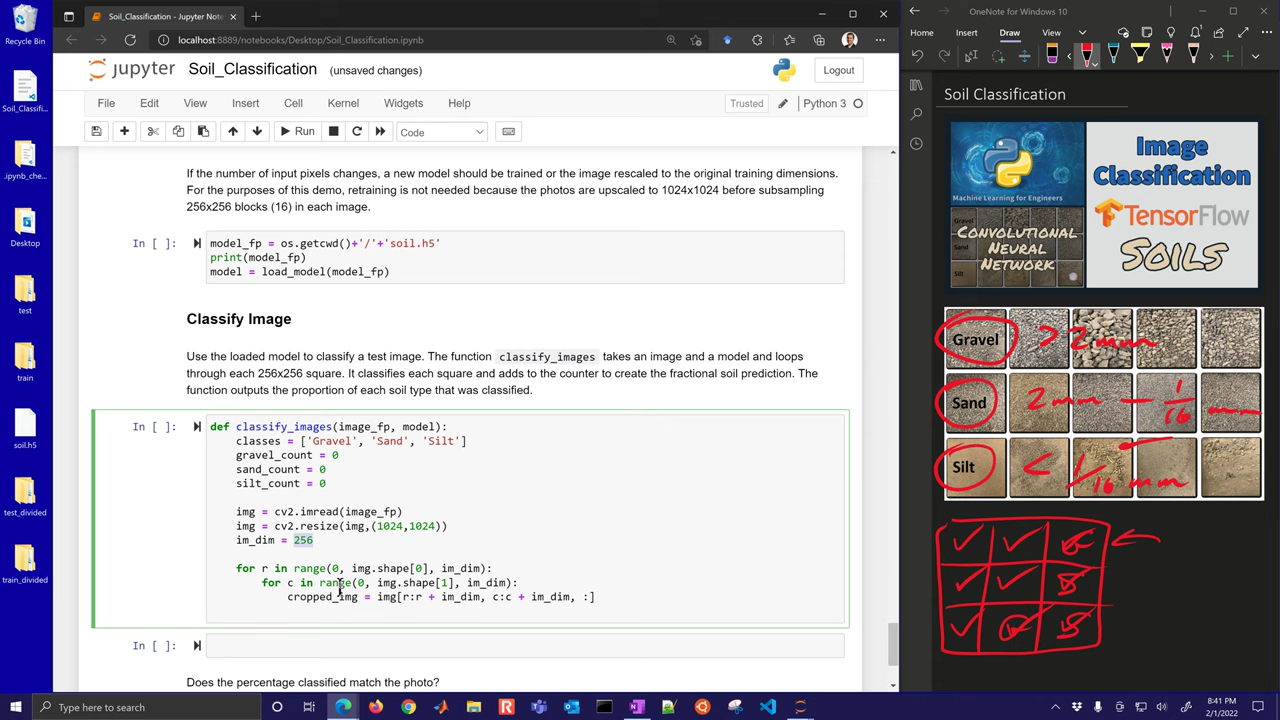 Recycle Bin
Soil_Classifi...
.ipynb_che...
Desktop
test
train
soil.h5
test_divided
train_divided
Soil_Classification - Jupyter Note
localhost:8889/notebooks/Desktop/Soil_Classification.ipynb
jupyter Soil_Classification (unsaved changes)
Logout
File Edit View Insert Cell Kernel Widgets Help
Trusted Python 3
Run Code
If the number of input pixels changes, a new model should be trained or the image rescaled to the original training dimensions.
For the purposes of this demo, retraining is not needed because the photos are upscaled to 1024x1024 before subsampling
256x256 blocks (16) in each image.
In [ ]: model_fp = os.getcwd()+'/'+'soil.h5'
print(model_fp)
model = load_model(model_fp)
Classify Image
Use the loaded model to classify a test image. The function classify_images takes an image and a model and loops
through each 256x256 square. It classifies each square and adds to the counter to create the fractional soil prediction. The
function outputs the proportion of each soil type that was classified.
In [ ]: def classify_images(image_fp, model):
classes = ['Gravel', 'Sand', 'Silt']
gravel_count = 0
sand_count = 0
silt_count = 0
img = cv2.imread(image_fp)
img = cv2.resize(img,(1024,1024))
im_dim = 256
for r in range(0, img.shape[0], im_dim):
for c in range(0, img.shape[1], im_dim):
cropped_img = img[r:r + im_dim, c:c + im_dim, :]
In [ ]:
Does the percentage classified match the photo?
OneNote for Windows 10
Home Insert Draw View
Soil Classification
Machine Learning for Engineers
Gravel
Sand
Silt
CONVOLUTIONAL
NEURAL
NETWORK
Image
Classification
TensorFlow
SOILS
Gravel > 2mm
Sand 2mm - 1/16 mm
Silt < 1/16 mm
Type here to search
8:41 PM
2/1/2022